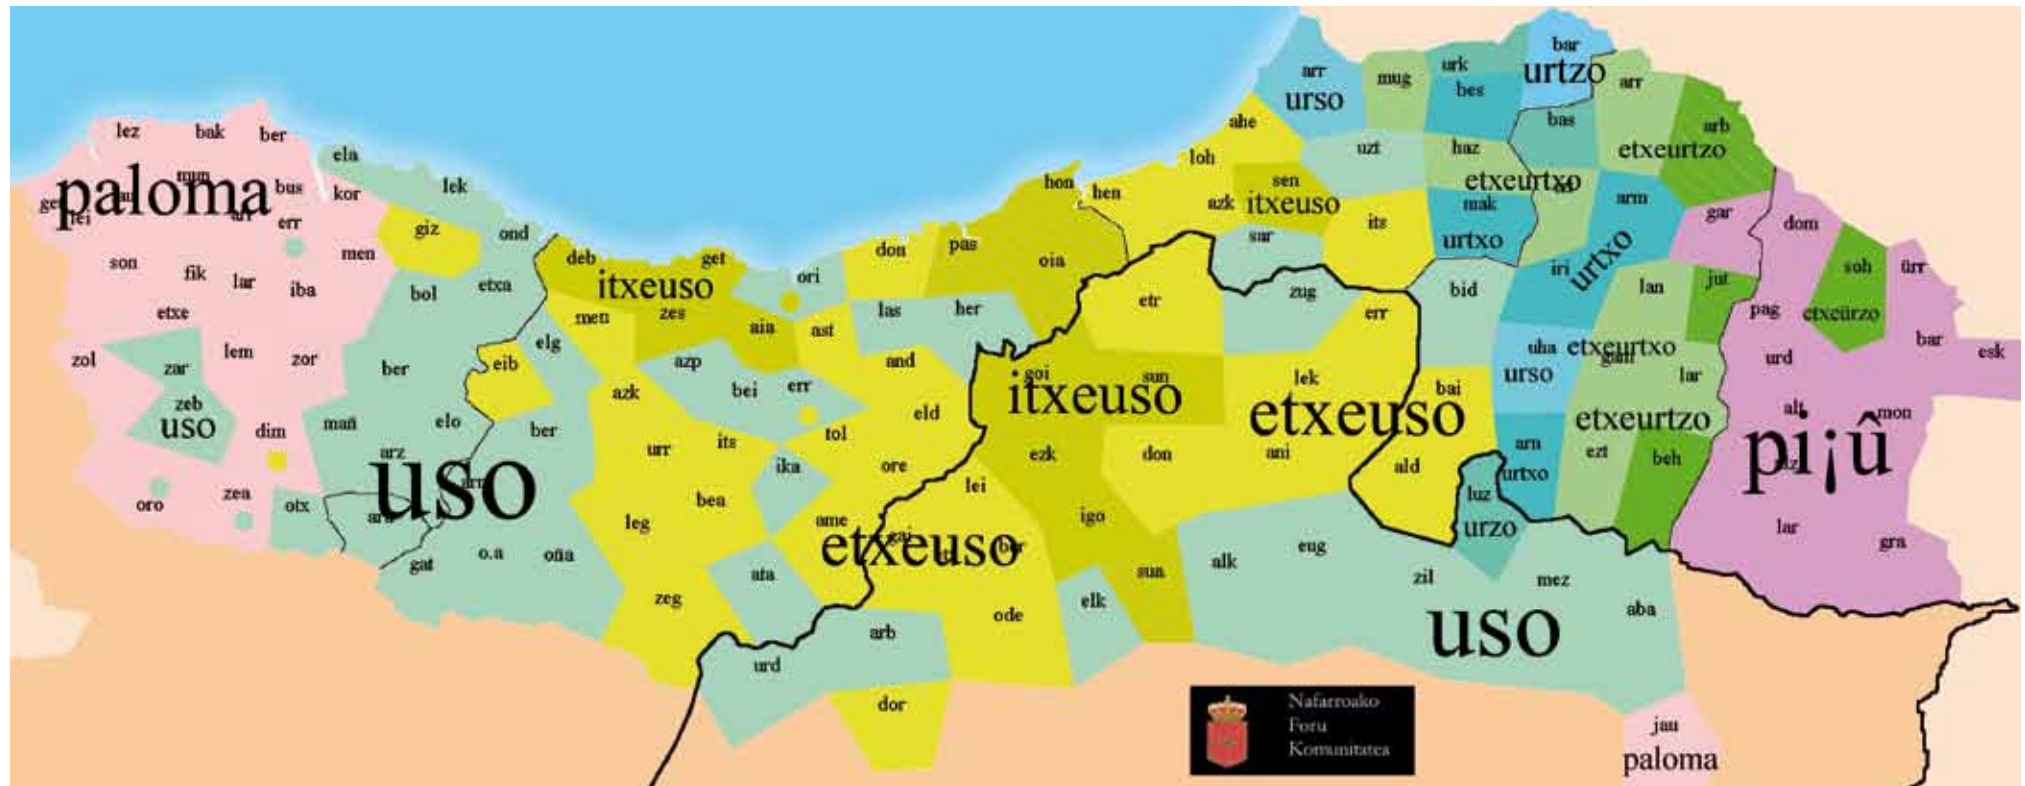 bar
arr
urk
mug
urtzo
arr
bes
urso
lez
bak
ber
ahe
bas
arb
uzt
haz
etxeurtzo
ela
loh
lek
paloma
bus
kor
hon
hen
sen
etxeurtxo
azk
itxeuso
mak
arm
err
giz
ond
its
gar
dom
sar
urtxo
men
don
pas
son
fik
lar
iba
deb
get
oia
ori
iri
urtxo
soh
ürr
bol
etxa
itxeuso
zug
bid
lan
jut
etxe
men
zes
aia
ast
las
her
etr
err
pag
etxeürzo
zol
zar
lem
zor
elg
eib
azp
and
goi
sun
lek
uha
etxeurtxo
urd
bar
esk
ber
azk
bei
err
itxeuso
bai
urso
lar
zeb
uso
mañ
elo
eld
etxeuso
etxeurtzo
alt
mon
dim
ber
urr
its
tol
ezk
don
ani
arn
ezt
beh
pi¡û
arz
uso
ika
ore
lei
ald
urtxo
oro
zea
otx
bea
luz
leg
ame
igo
urzo
lar
gra
gat
o.a
oña
etxeuso
ber
eug
alk
zil
mez
ata
sun
zeg
elk
ode
aba
arb
uso
urd
dor
Nafarroako
Foru
Komunitatea
jau
paloma